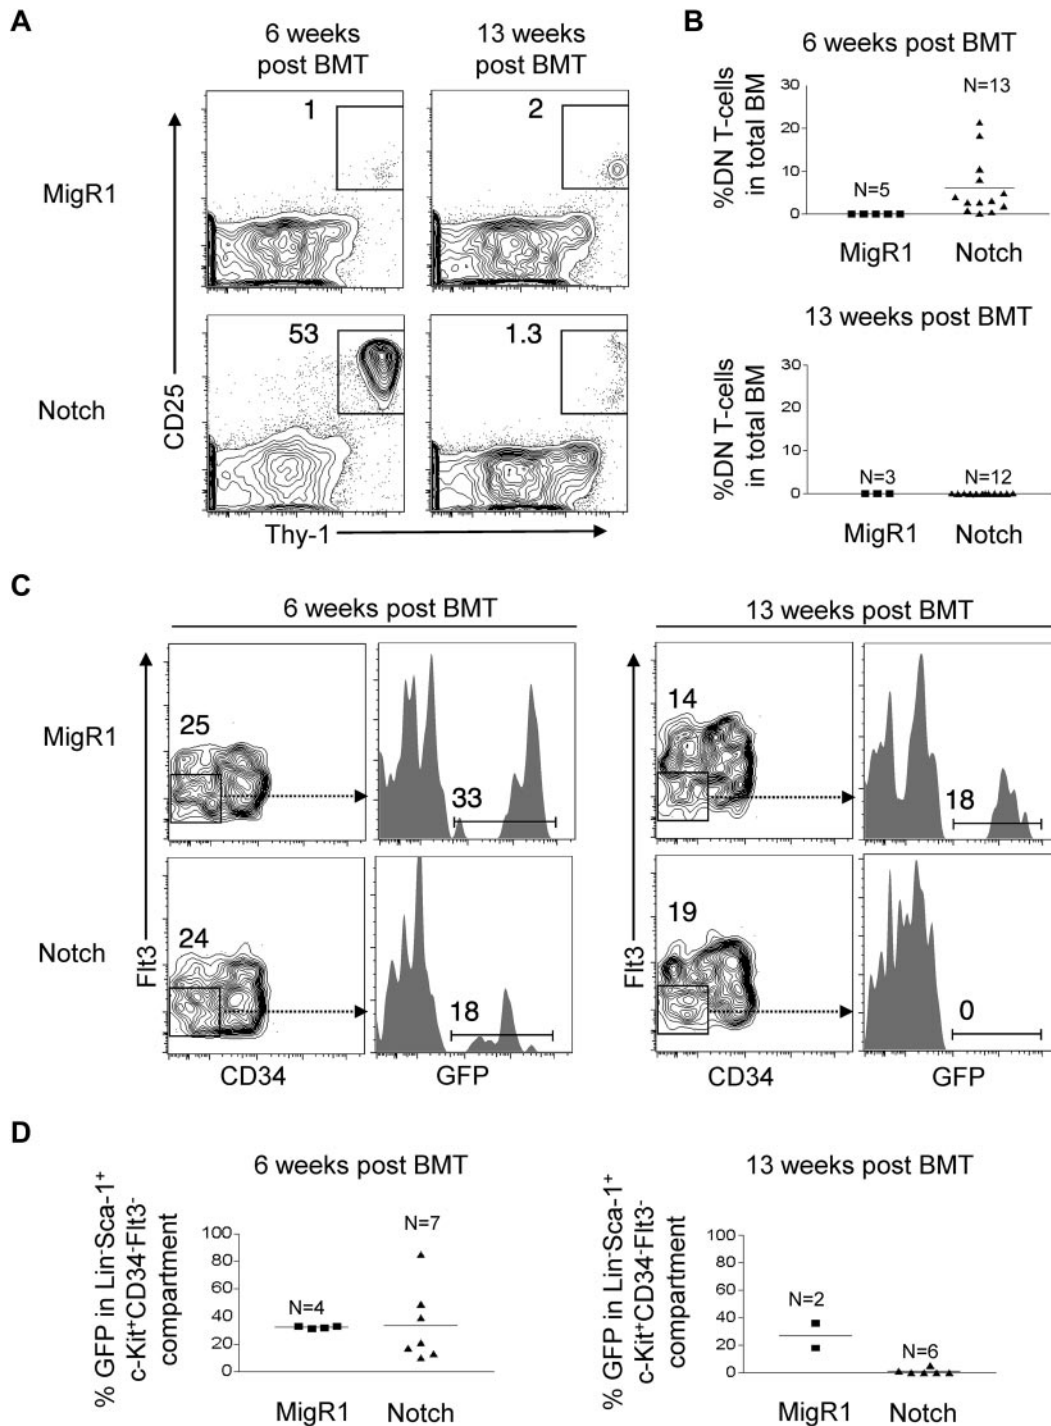 A
6 weeks
post BMT
13 weeks
post BMT
MigR1
1
2
Notch
53
1.3
CD25
Thy-1
B
6 weeks post BMT
%DN T-cells
in total BM
30
20
10
0
N=5
N=13
MigR1
Notch
13 weeks post BMT
%DN T-cells
in total BM
30
20
10
0
N=3
N=12
MigR1
Notch
C
6 weeks post BMT
13 weeks post BMT
MigR1
25
33
14
18
Notch
24
18
19
0
Flt3
Flt3
CD34
GFP
CD34
GFP
D
6 weeks post BMT
% GFP in Lin⁻Sca-1⁺
c-Kit⁺CD34⁻Flt3⁻
compartment
100
80
60
40
20
0
N=4
N=7
MigR1
Notch
13 weeks post BMT
% GFP in Lin⁻Sca-1⁺
c-Kit⁺CD34⁻Flt3⁻
compartment
100
80
60
40
20
0
N=2
N=6
MigR1
Notch